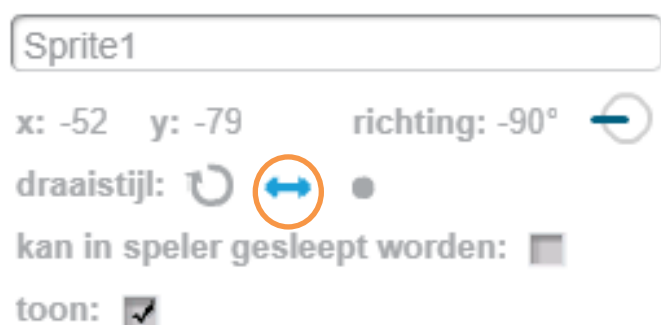 Sprite1
x: -52 y: -79 richting: -90°
draaistijl:
kan in speler gesleept worden:
toon: